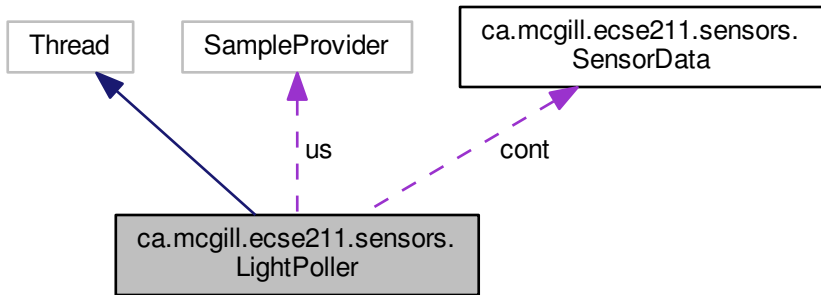 Thread
SampleProvider
ca.mcgill.ecse211.sensors.
SensorData
us
cont
ca.mcgill.ecse211.sensors.
LightPoller